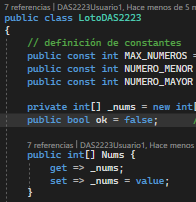 7 referencias | DAS2223Usuario1, Hace menos de 5 m
public class LotoDAS2223
{
// definición de constantes
public const int MAX_NUMEROS =
public const int NUMERO_MENOR
public const int NUMERO_MAYOR
private int[] _nums = new int[
public bool ok = false; /
7 referencias | DAS2223Usuario1, Hace menos
public int[] Nums {
get => _nums;
set => _nums = value;
}